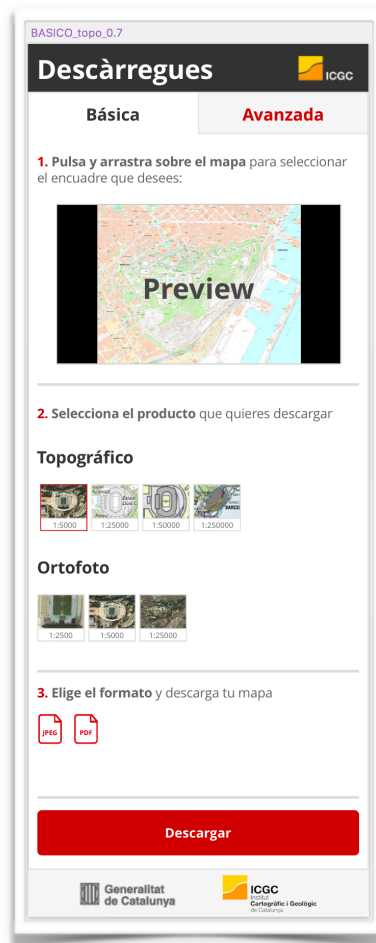 BASICO_topo_0.7
Descàrregues
ICGC
Básica
Avanzada
1. Pulsa y arrastra sobre el mapa para seleccionar
el encuadre que desees:
Preview
2. Selecciona el producto que quieres descargar
Topográfico
1:5000
1:25000
1:50000
BARCEL
1:250000
Ortofoto
1:2500
1:5000
1:25000
3. Elige el formato y descarga tu mapa
JPEG
PDF
Descargar
Generalitat
de Catalunya
ICGC
Institut
Cartogràfic i Geològic
de Catalunya